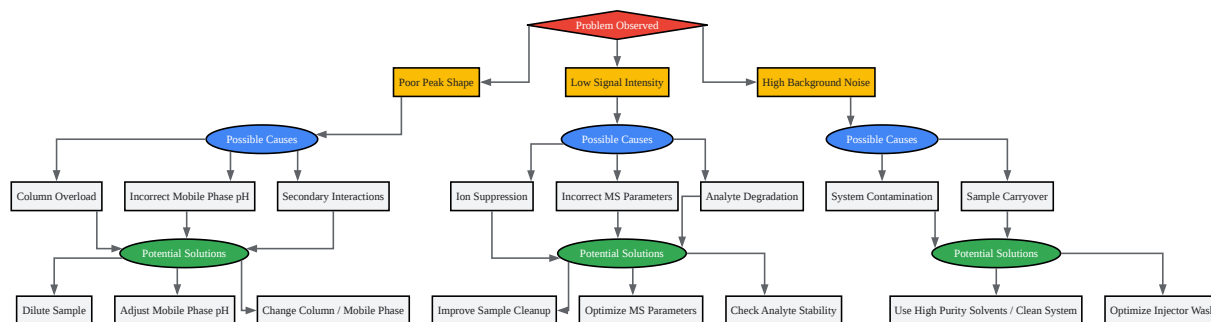 Problem Observed
Poor Peak Shape
Low Signal Intensity
High Background Noise
Possible Causes
Possible Causes
Possible Causes
Column Overload
Incorrect Mobile Phase pH
Secondary Interactions
Ion Suppression
Incorrect MS Parameters
Analyte Degradation
System Contamination
Sample Carryover
Potential Solutions
Potential Solutions
Potential Solutions
Dilute Sample
Adjust Mobile Phase pH
Change Column / Mobile Phase
Improve Sample Cleanup
Optimize MS Parameters
Check Analyte Stability
Use High Purity Solvents / Clean System
Optimize Injector Wash